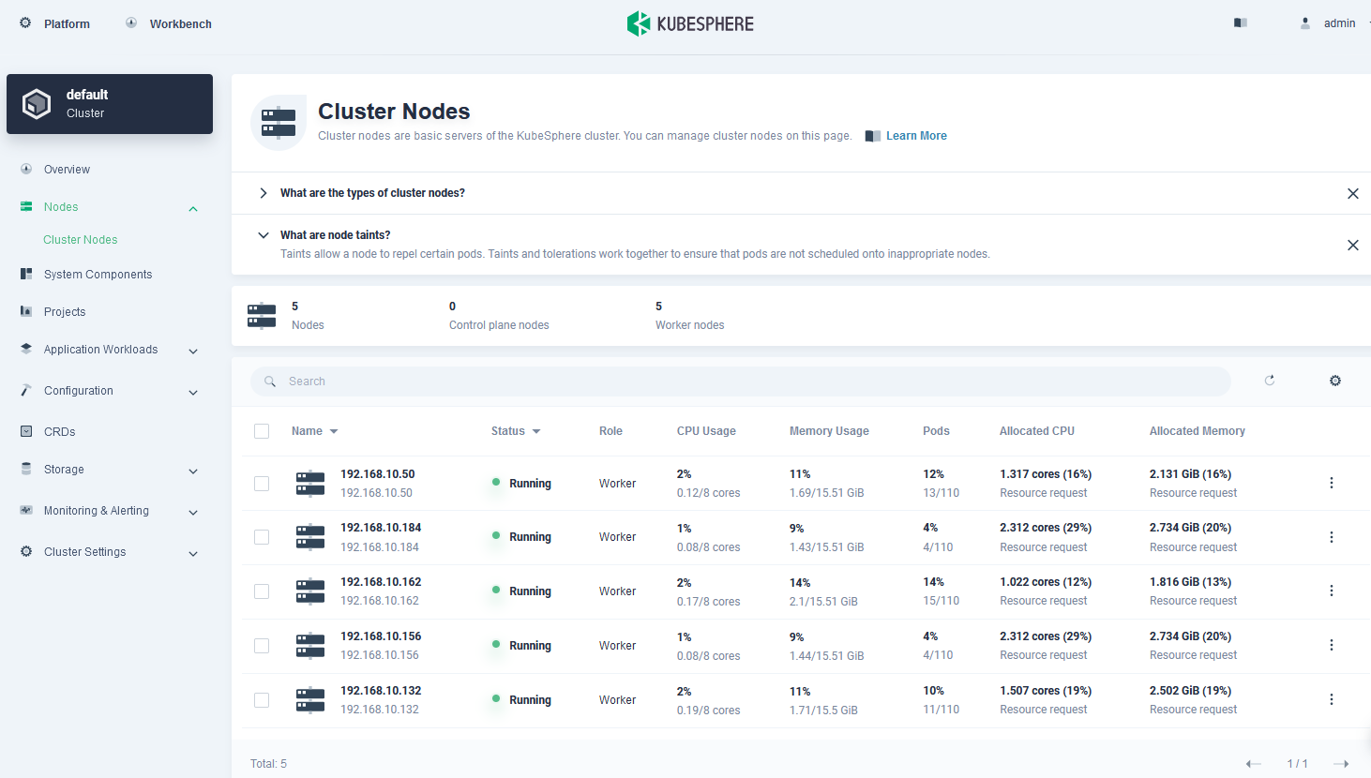 Platform
Workbench
KUBESPHERE
admin
default
Cluster
Overview
Nodes
Cluster Nodes
System Components
Projects
Application Workloads
Configuration
CRDs
Storage
Monitoring & Alerting
Cluster Settings
Cluster Nodes
Cluster nodes are basic servers of the KubeSphere cluster. You can manage cluster nodes on this page. Learn More
What are the types of cluster nodes?
What are node taints?
Taints allow a node to repel certain pods. Taints and tolerations work together to ensure that pods are not scheduled onto inappropriate nodes.
5 0 5
Nodes Control plane nodes Worker nodes
Search
Name Status Role CPU Usage Memory Usage Pods Allocated CPU Allocated Memory
192.168.10.50 2% 11% 12% 1.317 cores (16%) 2.131 GiB (16%)
Running Worker
192.168.10.50 0.12/8 cores 1.69/15.51 GiB 13/110 Resource request Resource request
192.168.10.184 1% 9% 4% 2.312 cores (29%) 2.734 GiB (20%)
Running Worker
192.168.10.184 0.08/8 cores 1.43/15.51 GiB 4/110 Resource request Resource request
192.168.10.162 2% 14% 14% 1.022 cores (12%) 1.816 GiB (13%)
Running Worker
192.168.10.162 0.17/8 cores 2.1/15.51 GiB 15/110 Resource request Resource request
192.168.10.156 1% 9% 4% 2.312 cores (29%) 2.734 GiB (20%)
Running Worker
192.168.10.156 0.08/8 cores 1.44/15.51 GiB 4/110 Resource request Resource request
192.168.10.132 2% 11% 10% 1.507 cores (19%) 2.502 GiB (19%)
Running Worker
192.168.10.132 0.19/8 cores 1.71/15.5 GiB 11/110 Resource request Resource request
Total: 5 1 / 1